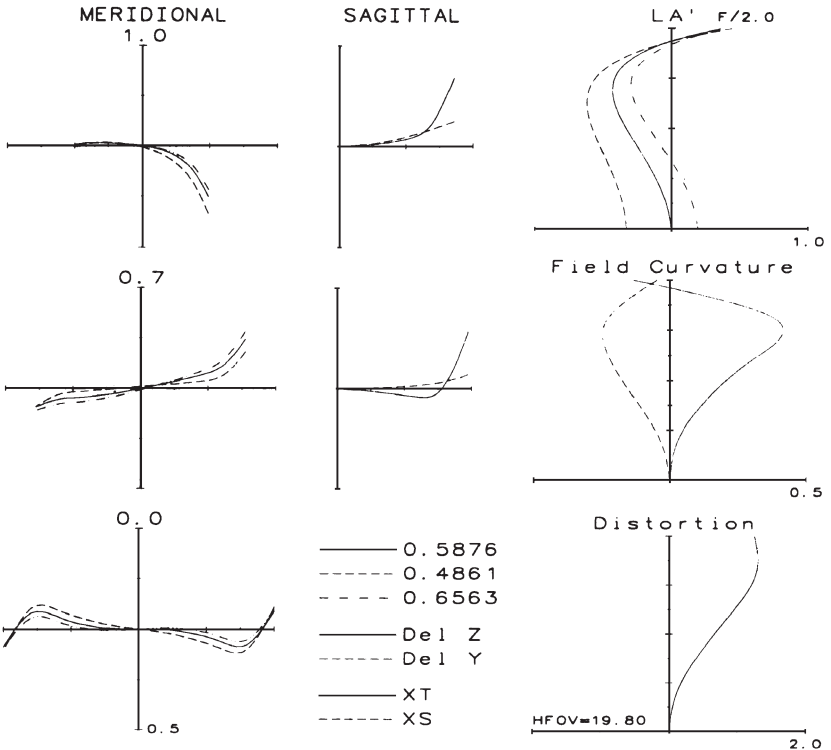 MERIDIONAL
SAGITTAL
LA' F/2.0
1.0
1.0
Field Curvature
0.7
0.5
0.0
Distortion
0.5876
0.4861
0.6563
Del Z
Del Y
XT
XS
0.5
HFOV=19.80
2.0